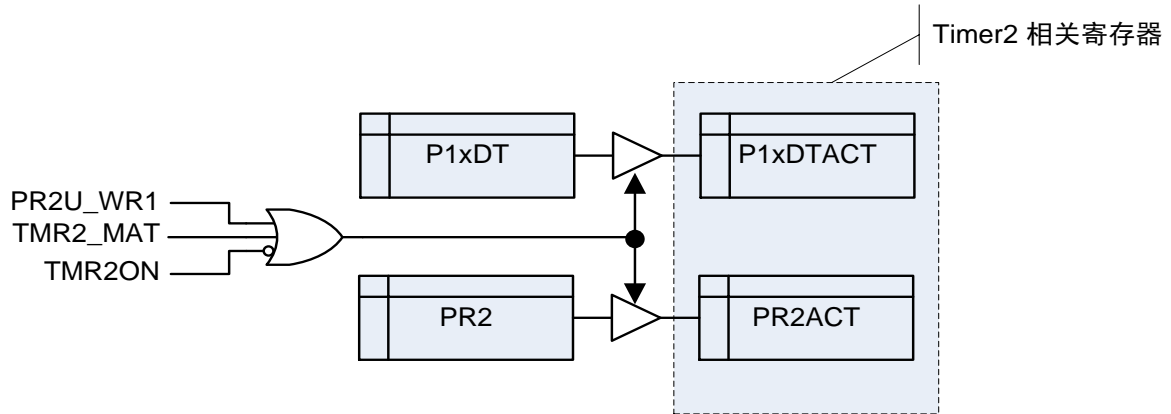 Timer2 相关寄存器
P1xDT
P1xDTACT
PR2U_WR1
TMR2_MAT
TMR2ON
PR2
PR2ACT